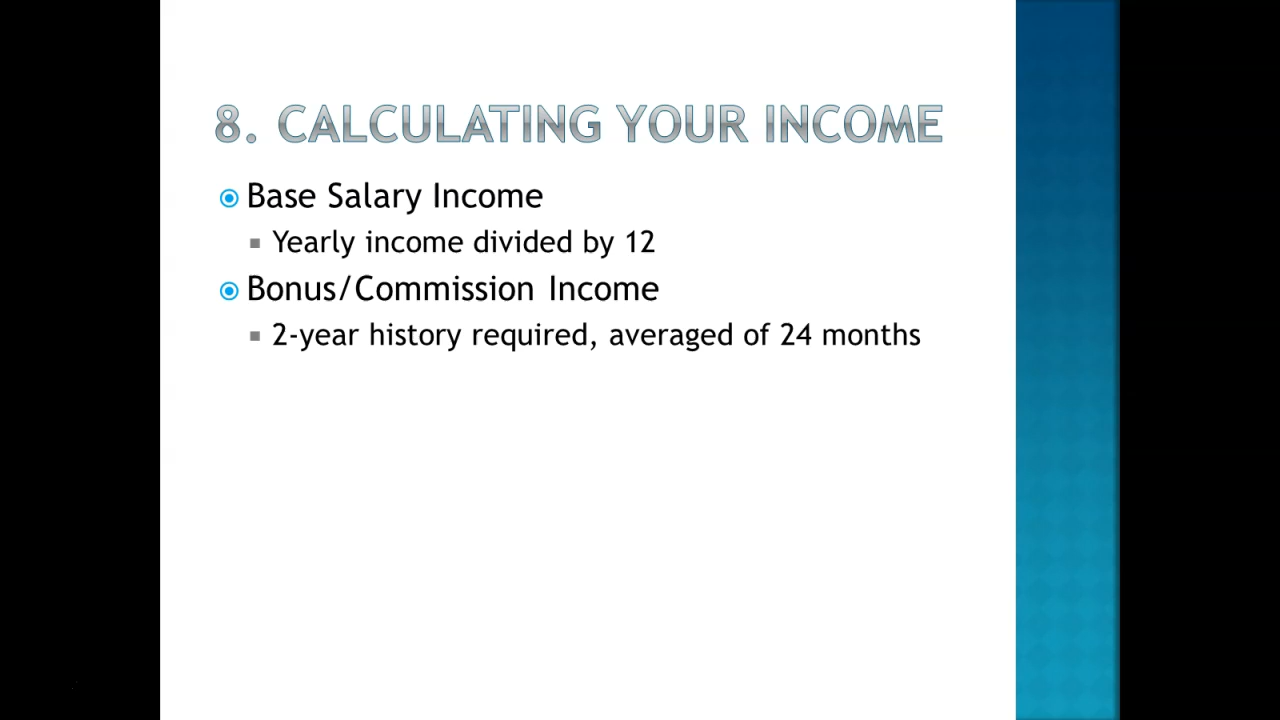 8. CALCULATING YOUR INCOME
Base Salary Income
Yearly income divided by 12
Bonus/Commission Income
2-year history required, averaged of 24 months